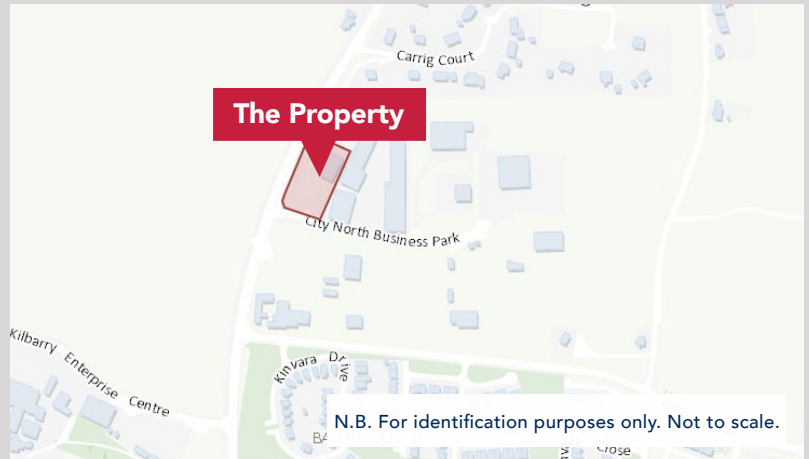 Carrig Court
The Property
City North Business Park
Kilbarry Enterprise Centre
Kinvara Drive
N.B. For identification purposes only. Not to scale.
Close